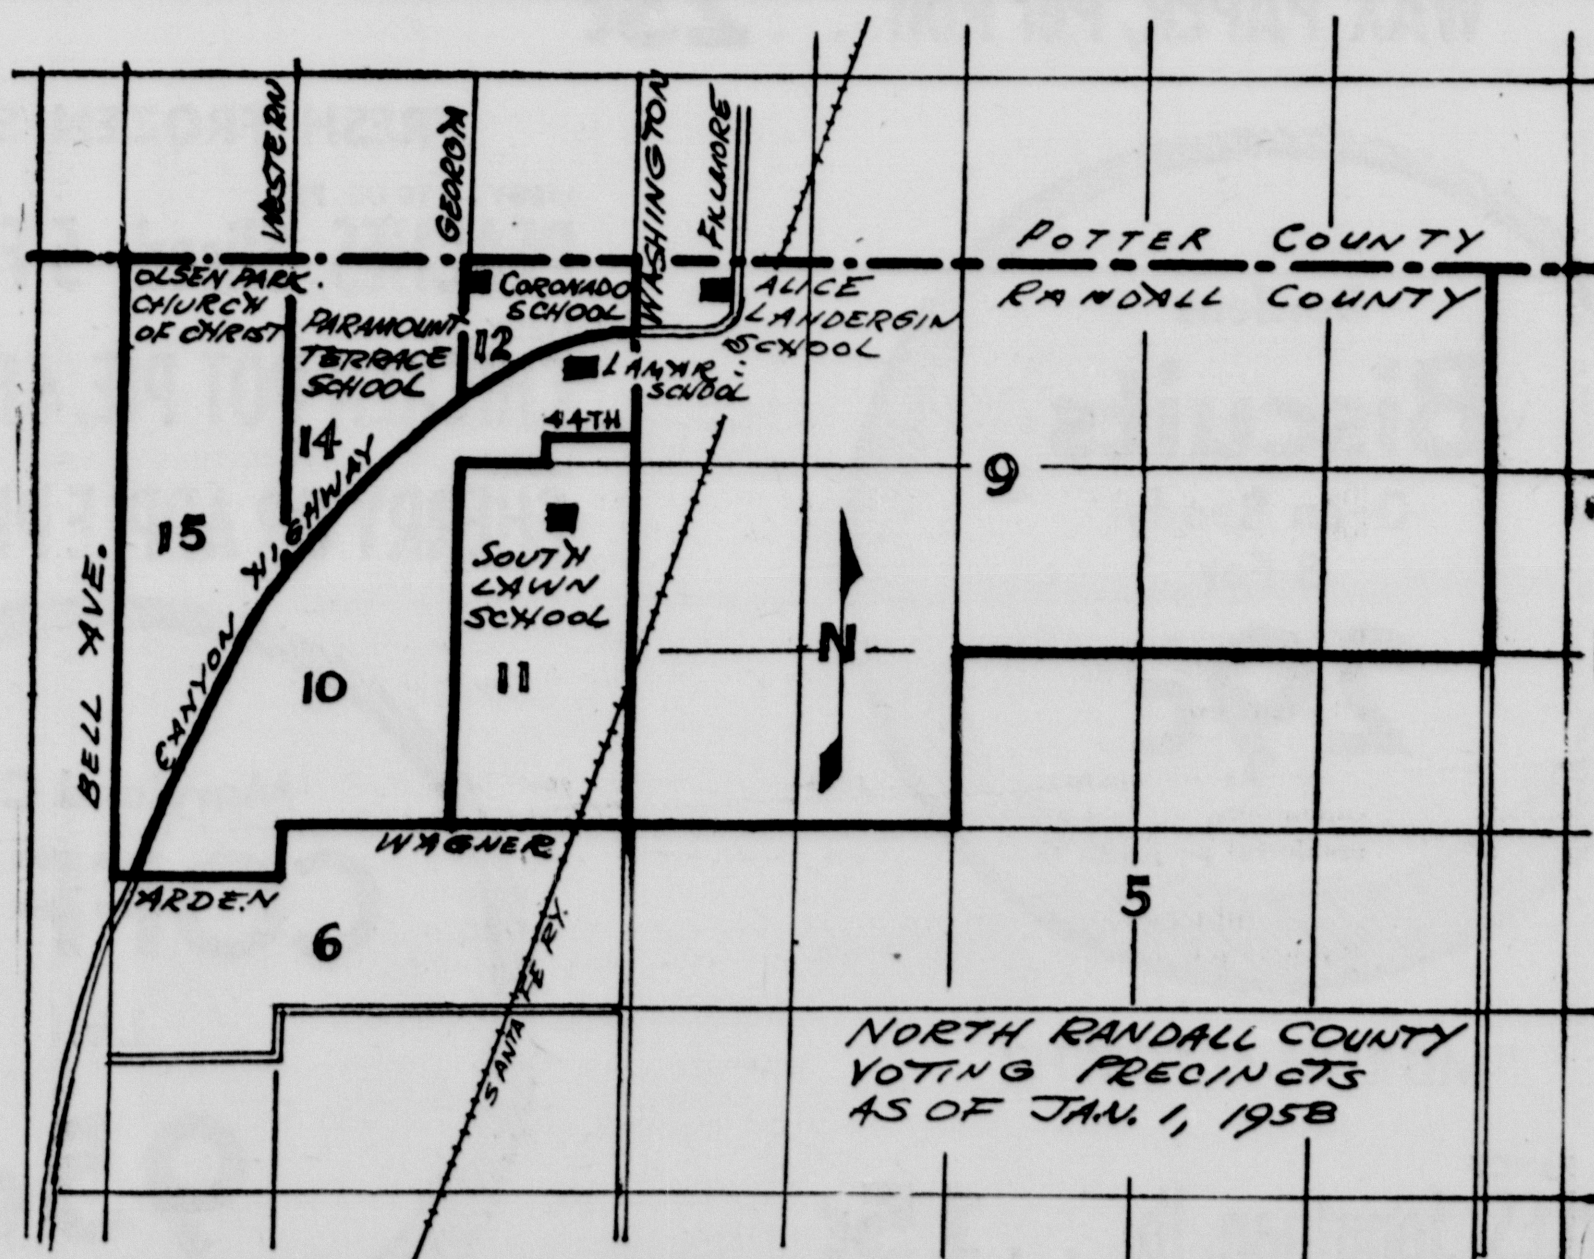 WESTERN
GEORGIA
WASHINGTON
FILLMORE
POTTER COUNTY
RANDALL COUNTY
OLSEN PARK
CHURCH
OF CHRIST
PARAMOUNT
TERRACE
SCHOOL
CORONADO
SCHOOL
12
ALICE
LANDERGIN
SCHOOL
LAMAR
SCHOOL
44TH
14
9
15
CANYON HIGHWAY
SOUTH
LAWN
SCHOOL
BELL AVE.
N
10
11
WAGNER
ARDEN
6
5
SANTA FE RY.
NORTH RANDALL COUNTY
VOTING PRECINCTS
AS OF JAN. 1, 1958